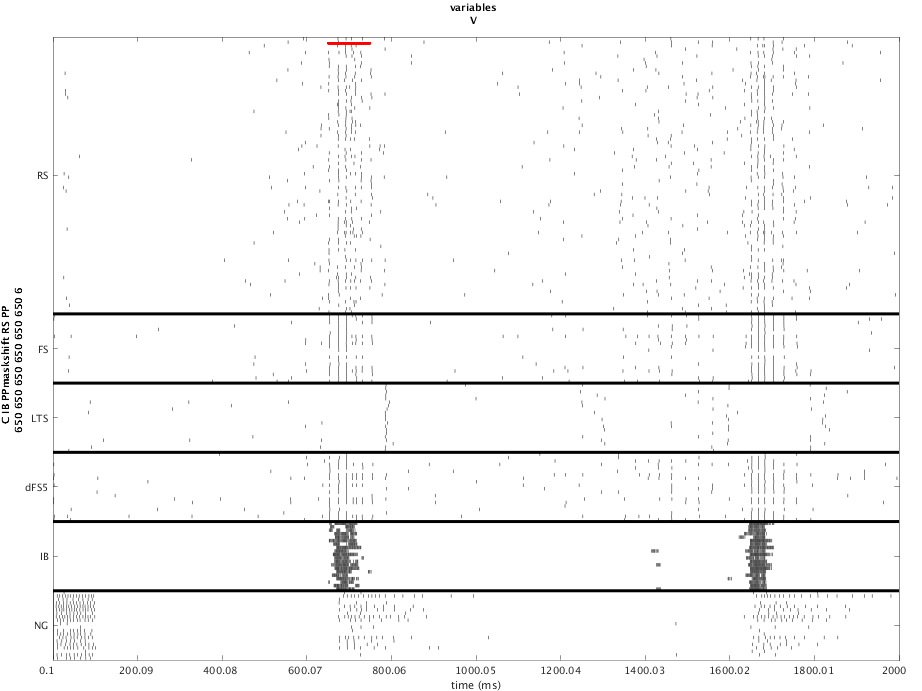 variables
V
C IB PPmaskshift RS PP
650 650 650 650 650 650 650 6
RS
FS
LTS
dFS5
IB
NG
0.1 200.09 400.08 600.07 800.06 1000.05 1200.04 1400.03 1600.02 1800.01 2000
time (ms)